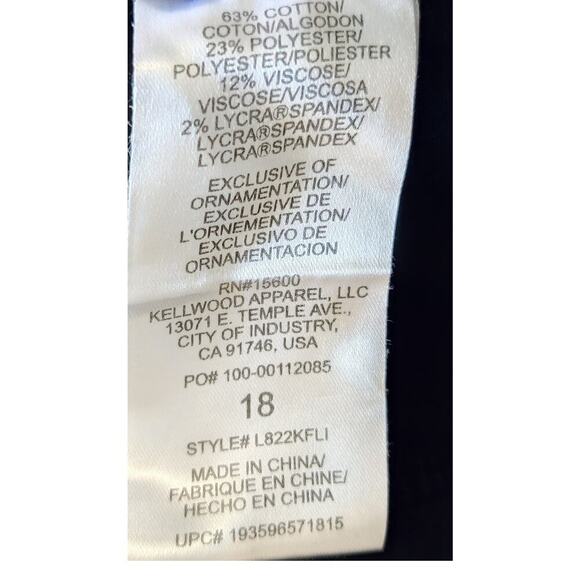 63% COTTON/
COTON/ALGODON
23% POLYESTER/
POLYESTER/POLIESTER
12% VISCOSE/
VISCOSE/VISCOSA
2% LYCRA®SPANDEX/
LYCRA®SPANDEX/
LYCRA®SPANDEX
EXCLUSIVE OF
ORNAMENTATION/
EXCLUSIVE DE
L'ORNEMENTATION/
EXCLUSIVO DE
ORNAMENTACION
RN#15600
KELLWOOD APPAREL, LLC
13071 E. TEMPLE AVE.,
CITY OF INDUSTRY,
CA 91746, USA
PO# 100-00112085
18
STYLE# L822KFLI
MADE IN CHINA/
FABRIQUE EN CHINE/
HECHO EN CHINA
UPC# 193596571815